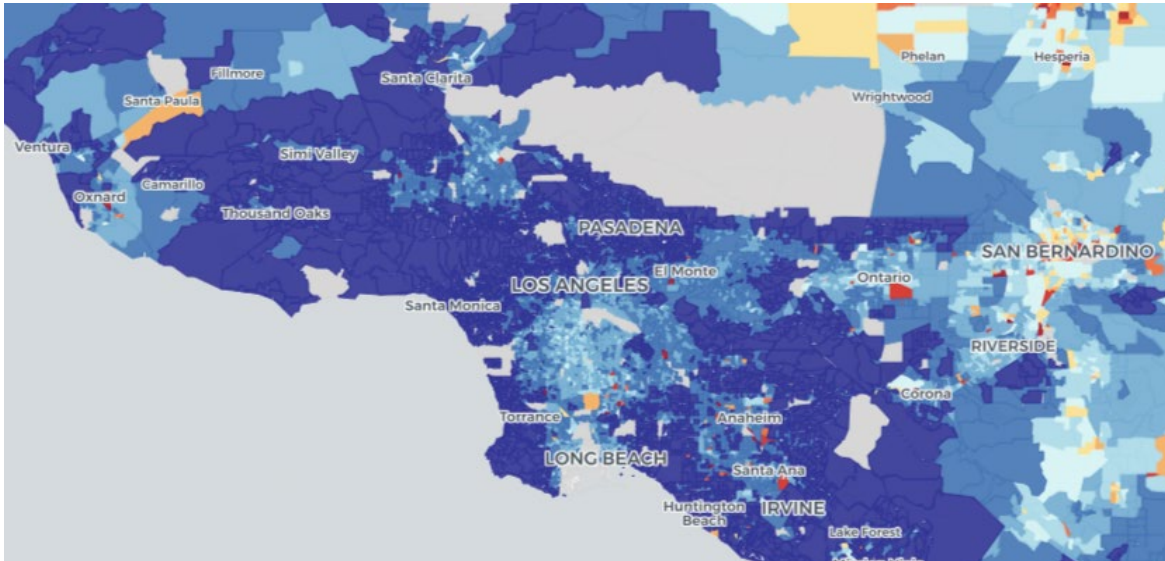 Phelan
Hesperia
Fillmore
Santa Clarita
Santa Paula
Wrightwood
Ventura
Simi Valley
Oxnard
Camarillo
Thousand Oaks
PASADENA
SAN BERNARDINO
El Monte
Ontario
LOS ANGELES
Santa Monica
RIVERSIDE
Corona
Torrance
Anaheim
LONG BEACH
Santa Ana
Huntington
Beach
IRVINE
Lake Forest